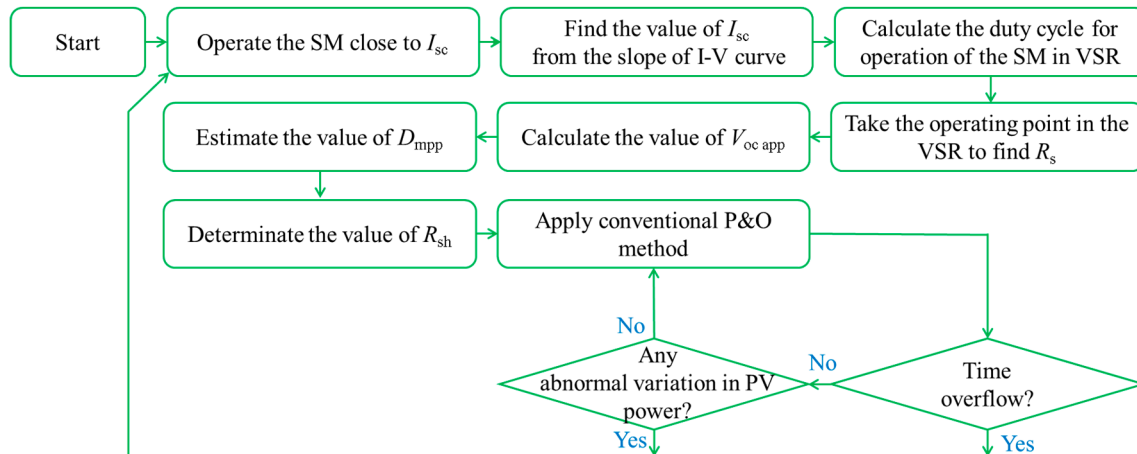 Start
Operate the SM close to Isc
Find the value of Isc
from the slope of I-V curve
Calculate the duty cycle for
operation of the SM in VSR
Estimate the value of Dmpp
Calculate the value of Voc app
Take the operating point in the
VSR to find Rs
Determinate the value of Rsh
Apply conventional P&O
method
No
Any
abnormal variation in PV
power?
No
Time
overflow?
Yes
Yes